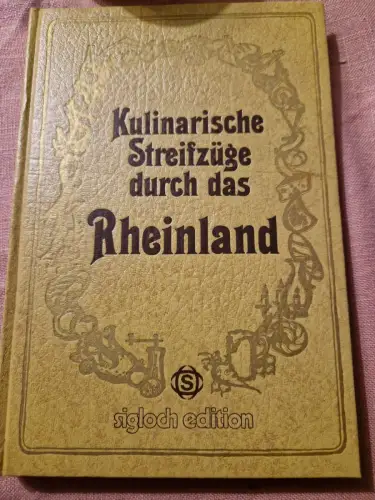 Kulinarische
Streifzüge
durch das
Rheinland
S
sigloch edition